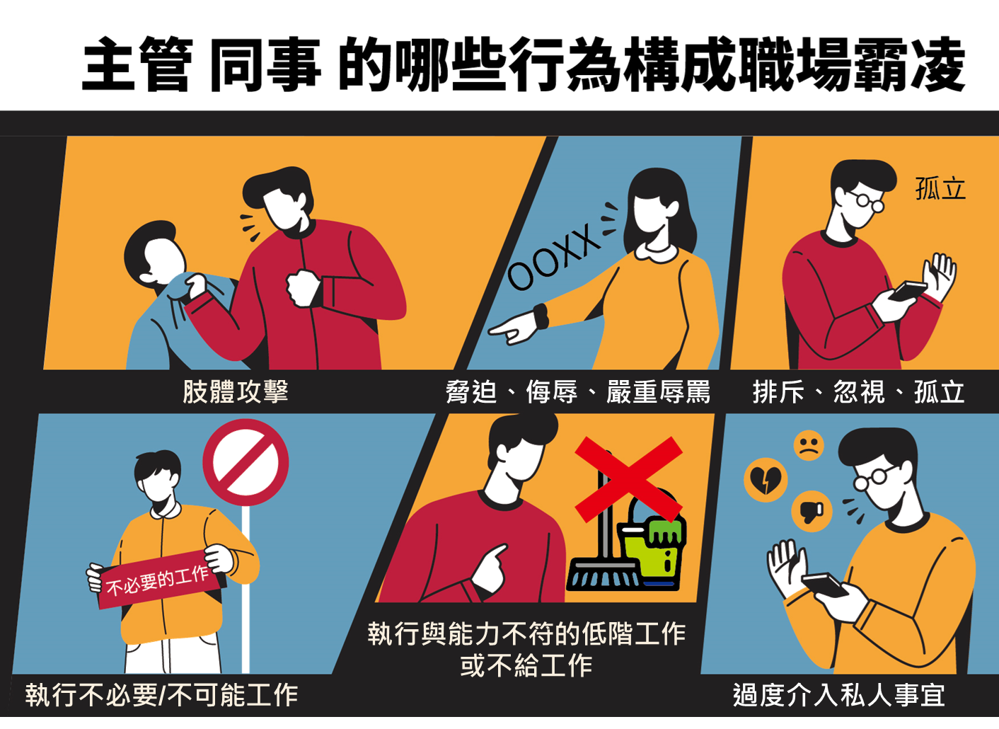 主管 同事 的哪些行為構成職場霸凌
OOXX
孤立
肢體攻擊
脅迫、侮辱、嚴重辱罵
排斥、忽視、孤立
不必要的工作
執行與能力不符的低階工作
或不給工作
執行不必要/不可能工作
過度介入私人事宜